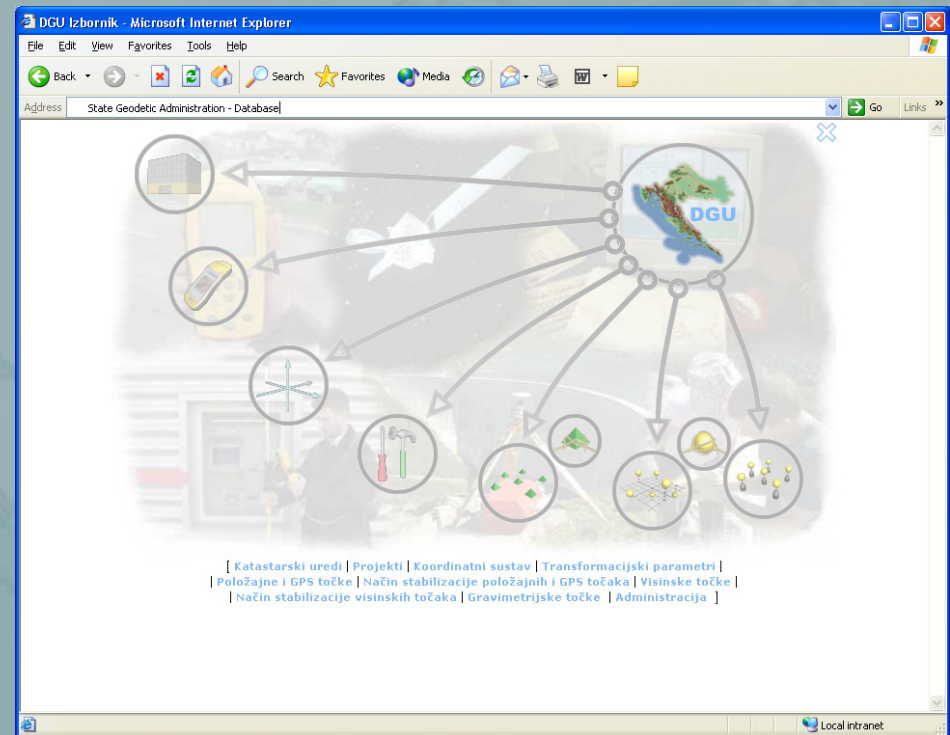 DGU Izbornik - Microsoft Internet Explorer
File Edit View Favorites Tools Help
Back Search Favorites Media
Address State Geodetic Administration - Database Go Links »
DGU
[ Katastarski uredi | Projekti | Koordinatni sustav | Transformacijski parametri |
| Položajne i GPS točke | Način stabilizacije položajnih i GPS točaka | Visinske točke |
| Način stabilizacije visinskih točaka | Gravimetrijske točke | Administracija ]
Local intranet